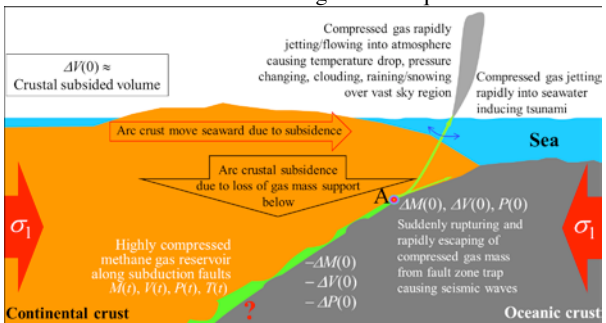 Compressed gas rapidly
jetting/flowing into atmosphere
causing temperature drop, pressure
changing, clouding, raining/snowing
over vast sky region
ΔV(0) ≈
Crustal subsided volume
Compressed gas jetting
rapidly into seawater
inducing tsunami
Arc crust move seaward due to subsidence
Sea
Arc crustal subsidence
due to loss of gas mass support
below
A
ΔM(0), ΔV(0), P(0)
Suddenly rupturing and
rapidly escaping of
compressed gas mass
from fault zone trap
causing seismic waves
σ1
σ1
Highly compressed
methane gas reservoir
along subduction faults
M(t), V(t), P(t), T(t)
−ΔM(0)
−ΔV(0)
−ΔP(0)
?
Continental crust
Oceanic crust